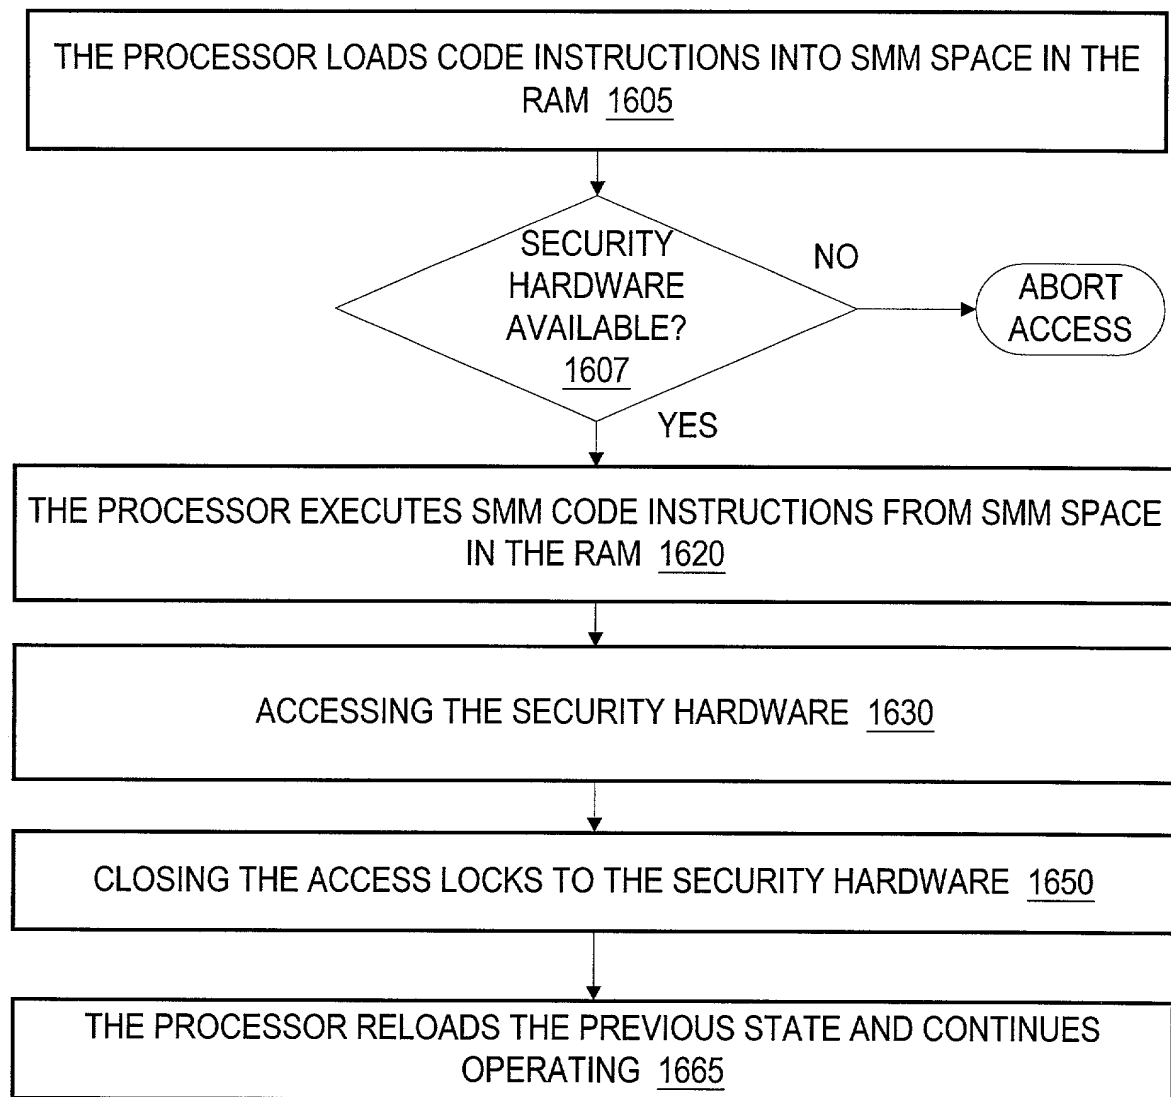 THE PROCESSOR LOADS CODE INSTRUCTIONS INTO SMM SPACE IN THE
RAM 1605
SECURITY
HARDWARE
AVAILABLE?
1607
NO
ABORT
ACCESS
YES
THE PROCESSOR EXECUTES SMM CODE INSTRUCTIONS FROM SMM SPACE
IN THE RAM 1620
ACCESSING THE SECURITY HARDWARE 1630
CLOSING THE ACCESS LOCKS TO THE SECURITY HARDWARE 1650
THE PROCESSOR RELOADS THE PREVIOUS STATE AND CONTINUES
OPERATING 1665